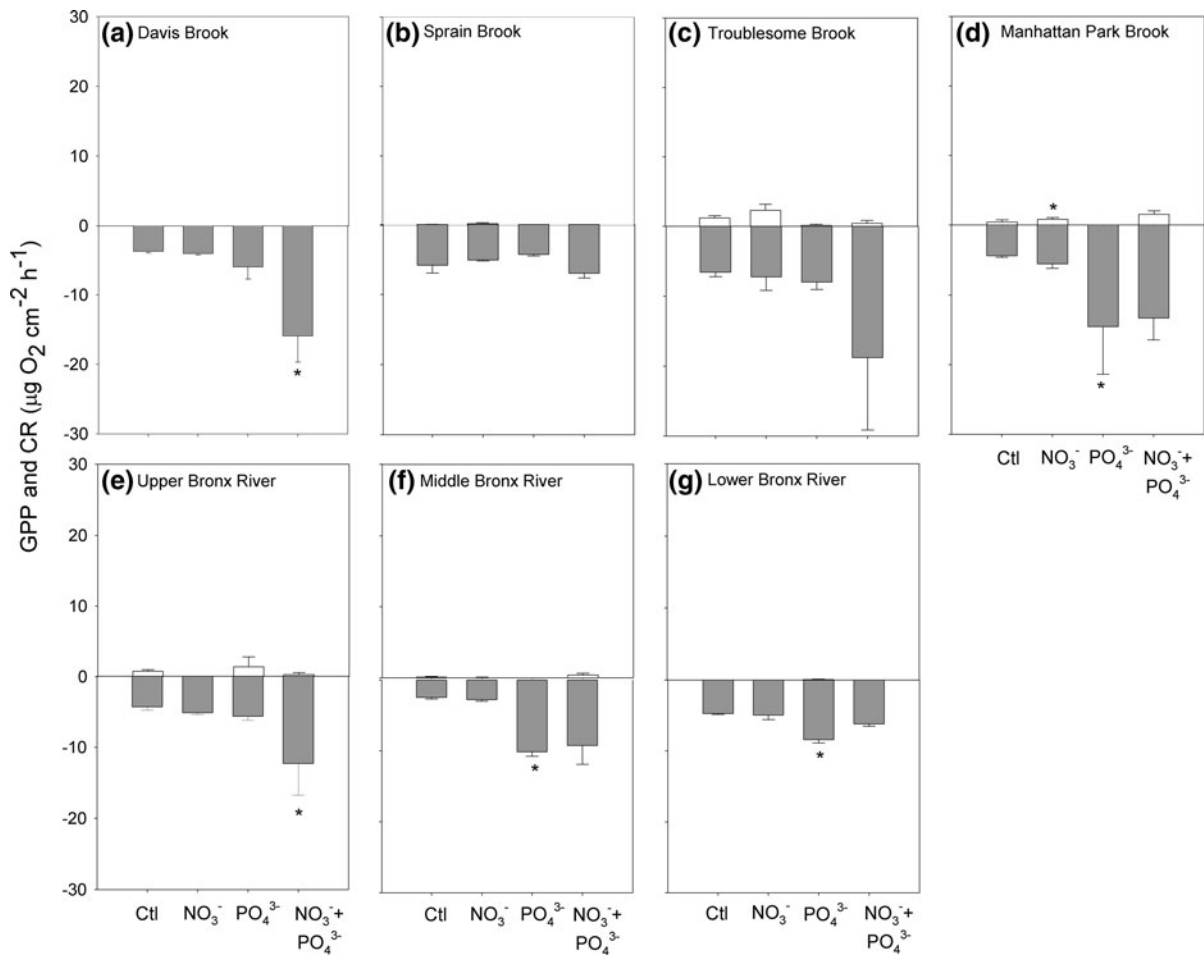 GPP and CR (µg O₂ cm⁻² h⁻¹)
(a) Davis Brook
30
20
10
0
-10
-20
-30
*
(b) Sprain Brook
(c) Troublesome Brook
(d) Manhattan Park Brook
*
*
Ctl NO₃⁻ PO₄³⁻ NO₃⁻+
PO₄³⁻
(e) Upper Bronx River
30
20
10
0
-10
-20
-30
*
Ctl NO₃⁻ PO₄³⁻ NO₃⁻+
PO₄³⁻
(f) Middle Bronx River
*
Ctl NO₃⁻ PO₄³⁻ NO₃⁻+
PO₄³⁻
(g) Lower Bronx River
*
Ctl NO₃⁻ PO₄³⁻ NO₃⁻+
PO₄³⁻